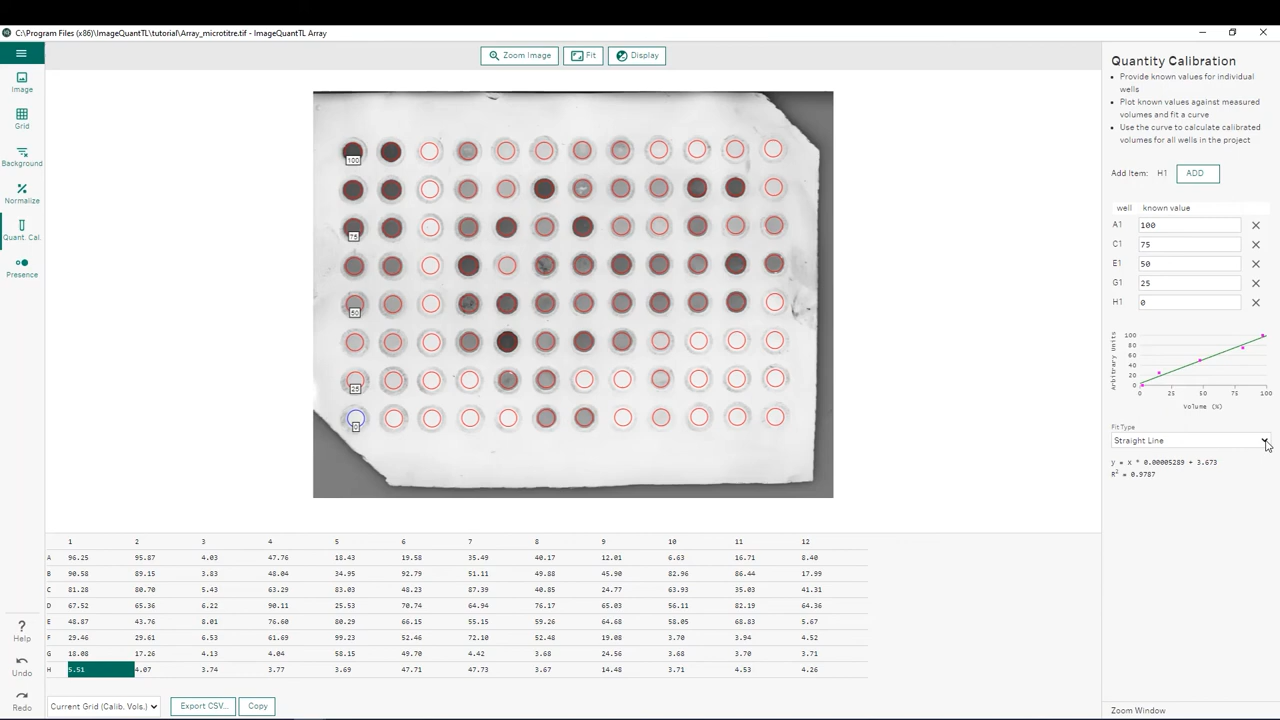 C:\Program Files (x86)\ImageQuantTL\tutorial\Array_microtitre.tif - ImageQuantTL Array
Zoom Image Fit Display
Image
Grid
Background
Normalize
Quant. Cal.
Presence
Help
Undo
Redo
100
75
50
25
0
Quantity Calibration
• Provide known values for individual
wells
• Plot known values against measured
volumes and fit a curve
• Use the curve to calculate calibrated
volumes for all wells in the project
Add Item: H1 ADD
well known value
A1 100
C1 75
E1 50
G1 25
H1 0
Arbitrary Units
100
80
60
40
20
0
0 25 50 75 100
Volume (%)
Fit Type
Straight Line
y = x * 0.00005289 + 3.673
R² = 0.9787
1 2 3 4 5 6 7 8 9 10 11 12
A 96.25 95.87 4.03 47.76 18.43 19.58 35.49 40.17 12.01 6.63 16.71 8.40
B 90.58 89.15 3.83 48.04 34.95 92.79 51.11 49.88 45.90 82.96 86.44 17.99
C 81.28 80.70 5.43 63.29 83.03 48.23 87.39 40.85 24.77 63.93 35.03 41.31
D 67.52 65.36 6.22 90.11 25.53 70.74 64.94 76.17 65.03 56.11 82.19 64.36
E 48.87 43.76 8.01 76.60 80.29 66.15 55.15 59.26 64.68 58.05 68.83 5.67
F 29.46 29.61 6.53 61.69 99.23 52.46 72.10 52.48 19.08 3.70 3.94 4.52
G 18.08 17.26 4.13 4.04 58.15 49.70 4.42 3.68 24.56 3.68 3.70 3.71
H 5.51 4.07 3.74 3.77 3.69 47.71 47.73 3.67 14.48 3.71 4.53 4.26
Current Grid (Calib. Vols.) Export CSV... Copy
Zoom Window